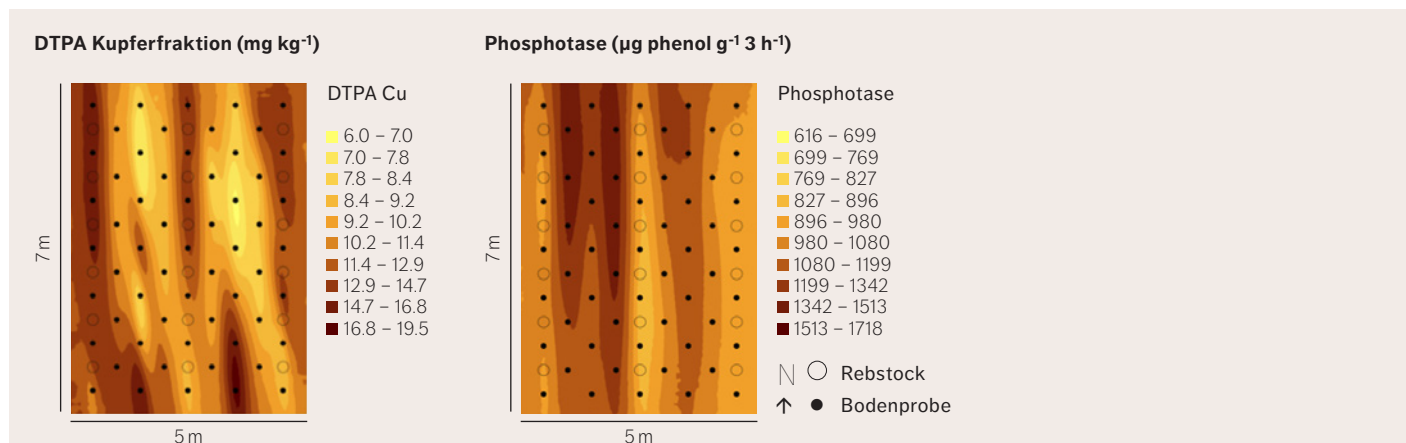 DTPA Kupferfraktion (mg kg⁻¹)
7 m
5 m
DTPA Cu
6.0 – 7.0
7.0 – 7.8
7.8 – 8.4
8.4 – 9.2
9.2 – 10.2
10.2 – 11.4
11.4 – 12.9
12.9 – 14.7
14.7 – 16.8
16.8 – 19.5
Phosphotase (µg phenol g⁻¹ 3 h⁻¹)
7 m
5 m
Phosphotase
616 – 699
699 – 769
769 – 827
827 – 896
896 – 980
980 – 1080
1080 – 1199
1199 – 1342
1342 – 1513
1513 – 1718
N Rebstock
Bodenprobe